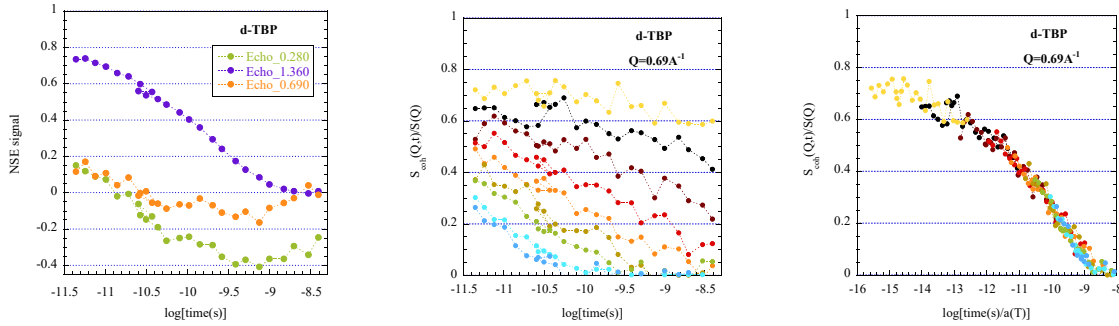 d-TBP
NSE signal
1
0.8
0.6
0.4
0.2
0
-0.2
-0.4
Echo_0.280
Echo_1.360
Echo_0.690
-11.5 -11 -10.5 -10 -9.5 -9 -8.5
log[time(s)]
d-TBP
Q=0.69A⁻¹
S_coh(Q,t)/S(Q)
1
0.8
0.6
0.4
0.2
0
-11.5 -11 -10.5 -10 -9.5 -9 -8.5
log[time(s)]
d-TBP
Q=0.69A⁻¹
S_coh(Q,t)/S(Q)
1
0.8
0.6
0.4
0.2
0
-16 -15 -14 -13 -12 -11 -10 -9 -8
log[time(s)/a(T)]